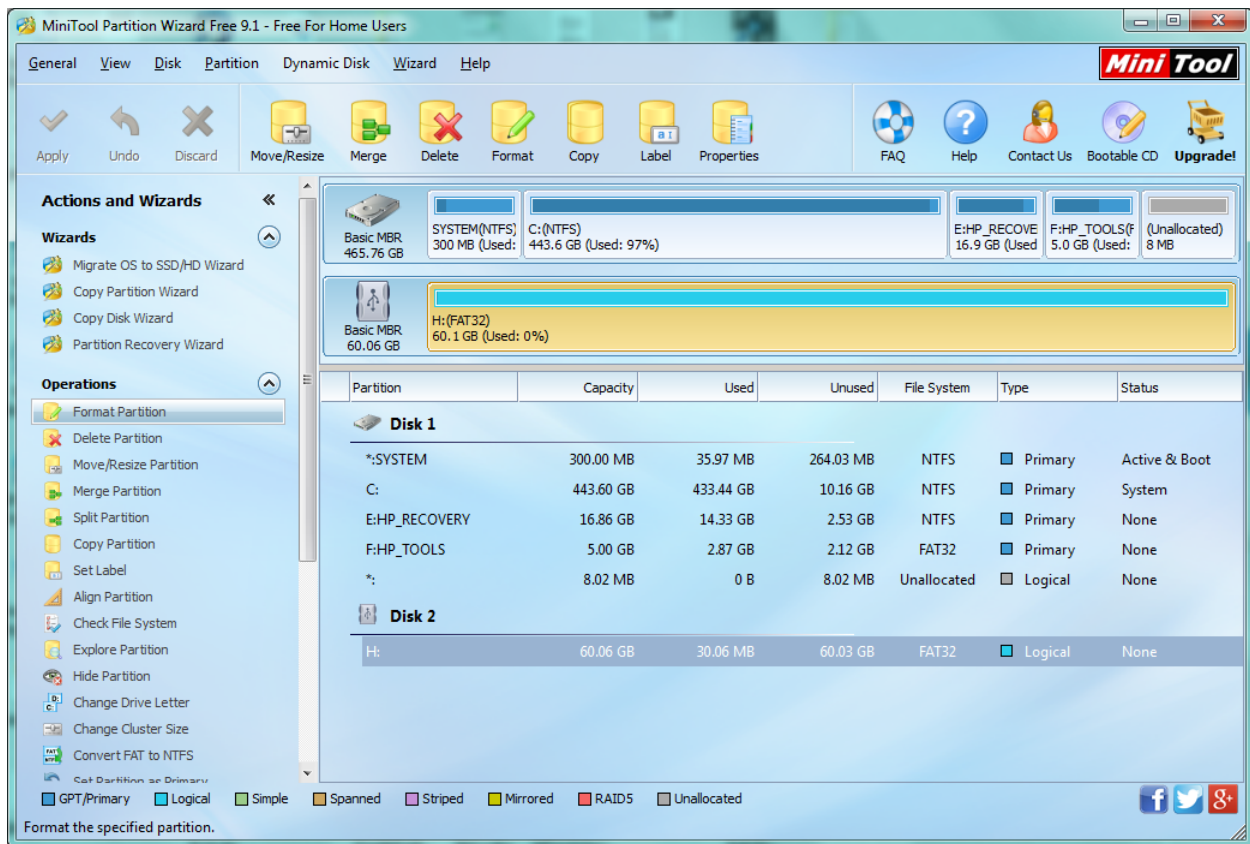 MiniTool Partition Wizard Free 9.1 - Free For Home Users
General View Disk Partition Dynamic Disk Wizard Help
Mini Tool
Apply Undo Discard Move/Resize Merge Delete Format Copy Label Properties FAQ Help Contact Us Bootable CD Upgrade!
Actions and Wizards
Wizards
Migrate OS to SSD/HD Wizard
Copy Partition Wizard
Copy Disk Wizard
Partition Recovery Wizard
Operations
Format Partition
Delete Partition
Move/Resize Partition
Merge Partition
Split Partition
Copy Partition
Set Label
Align Partition
Check File System
Explore Partition
Hide Partition
Change Drive Letter
Change Cluster Size
Convert FAT to NTFS
Set Partition as Primary
Basic MBR
465.76 GB
SYSTEM(NTFS)
300 MB (Used:
C:(NTFS)
443.6 GB (Used: 97%)
E:HP_RECOVE
16.9 GB (Used
F:HP_TOOLS(F
5.0 GB (Used:
(Unallocated)
8 MB
Basic MBR
60.06 GB
H:(FAT32)
60.1 GB (Used: 0%)
Partition Capacity Used Unused File System Type Status
Disk 1
*:SYSTEM 300.00 MB 35.97 MB 264.03 MB NTFS Primary Active & Boot
C: 443.60 GB 433.44 GB 10.16 GB NTFS Primary System
E:HP_RECOVERY 16.86 GB 14.33 GB 2.53 GB NTFS Primary None
F:HP_TOOLS 5.00 GB 2.87 GB 2.12 GB FAT32 Primary None
*: 8.02 MB 0 B 8.02 MB Unallocated Logical None
Disk 2
H: 60.06 GB 30.06 MB 60.03 GB FAT32 Logical None
GPT/Primary Logical Simple Spanned Striped Mirrored RAID5 Unallocated
Format the specified partition.